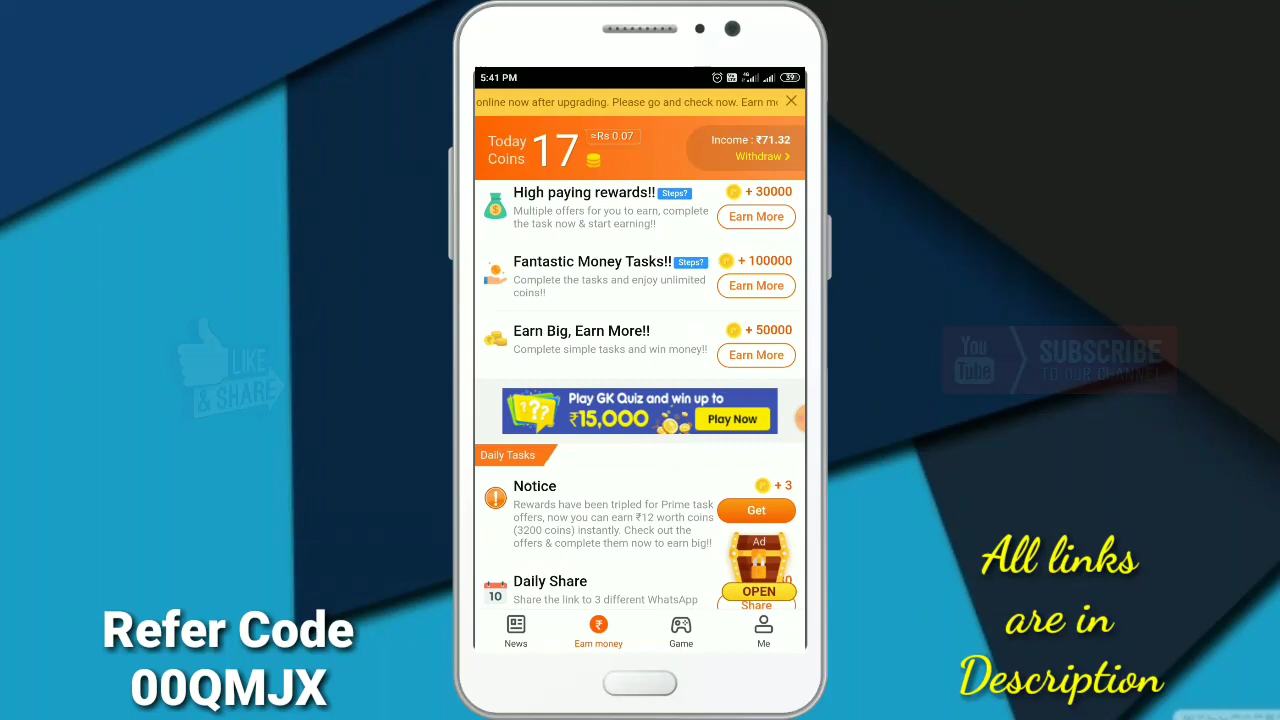 5:41 PM
4G
39
online now after upgrading. Please go and check now. Earn mo
Today
Coins
17
≈Rs 0.07
Income : ₹71.32
Withdraw >
High paying rewards!! Steps?
+ 30000
Multiple offers for you to earn, complete
the task now & start earning!!
Earn More
Fantastic Money Tasks!! Steps?
+ 100000
Complete the tasks and enjoy unlimited
coins!!
Earn More
Earn Big, Earn More!!
+ 50000
Complete simple tasks and win money!!
Earn More
LIKE
& SHARE
You
Tube
SUBSCRIBE
TO OUR CHANNEL
Play GK Quiz and win up to
₹15,000
Play Now
Daily Tasks
Notice
+ 3
Rewards have been tripled for Prime task
offers, now you can earn ₹12 worth coins
(3200 coins) instantly. Check out the
offers & complete them now to earn big!!
Get
Ad
OPEN
10
Daily Share
Share the link to 3 different WhatsApp
Share
News
Earn money
Game
Me
Refer Code
00QMJX
All links
are in
Description